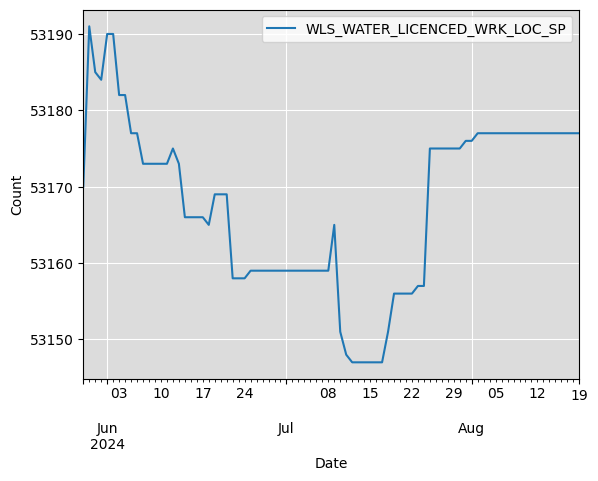 WLS_WATER_LICENCED_WRK_LOC_SP
53190
53180
53170
53160
53150
Count
03 10 17 24 08 15 22 29 05 12 19
Jun Jul Aug
2024
Date